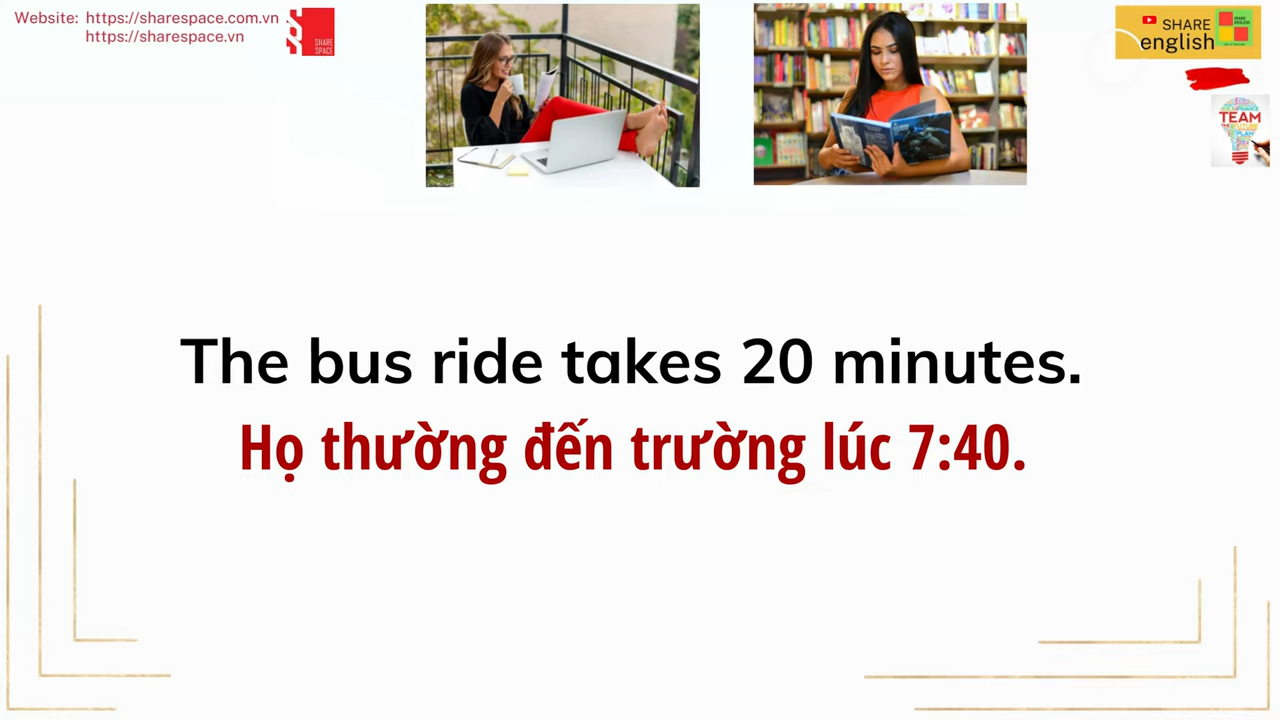 Website: https://sharespace.com.vn
https://sharespace.vn
SHARE
SPACE
SHARE
english
TEAM
PLAN
The bus ride takes 20 minutes.
Họ thường đến trường lúc 7:40.